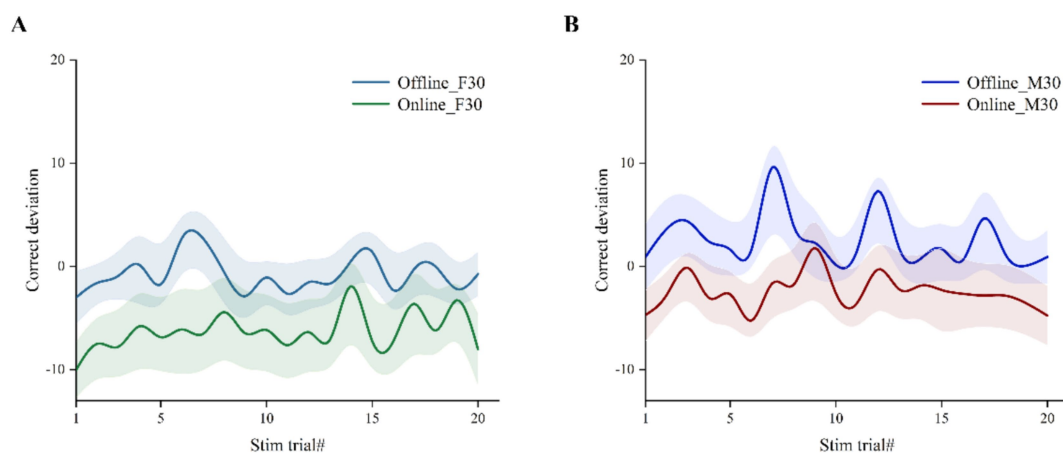 A
20
10
0
-10
Correct deviation
Offline_F30
Online_F30
1 5 10 15 20
Stim trial#
B
20
10
0
-10
Correct deviation
Offline_M30
Online_M30
1 5 10 15 20
Stim trial#